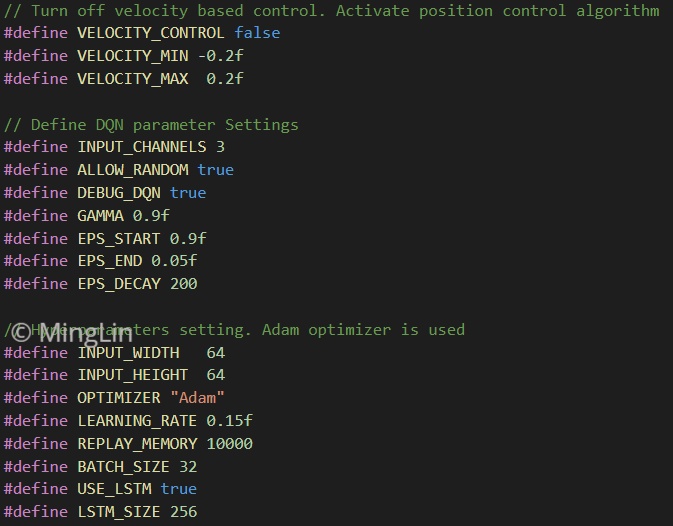 // Turn off velocity based control. Activate position control algorithm
#define VELOCITY_CONTROL false
#define VELOCITY_MIN -0.2f
#define VELOCITY_MAX  0.2f
// Define DQN parameter Settings
#define INPUT_CHANNELS 3
#define ALLOW_RANDOM true
#define DEBUG_DQN true
#define GAMMA 0.9f
#define EPS_START 0.9f
#define EPS_END 0.05f
#define EPS_DECAY 200
// Hyperparameters setting. Adam optimizer is used
© MingLin
#define INPUT_WIDTH   64
#define INPUT_HEIGHT  64
#define OPTIMIZER "Adam"
#define LEARNING_RATE 0.15f
#define REPLAY_MEMORY 10000
#define BATCH_SIZE 32
#define USE_LSTM true
#define LSTM_SIZE 256